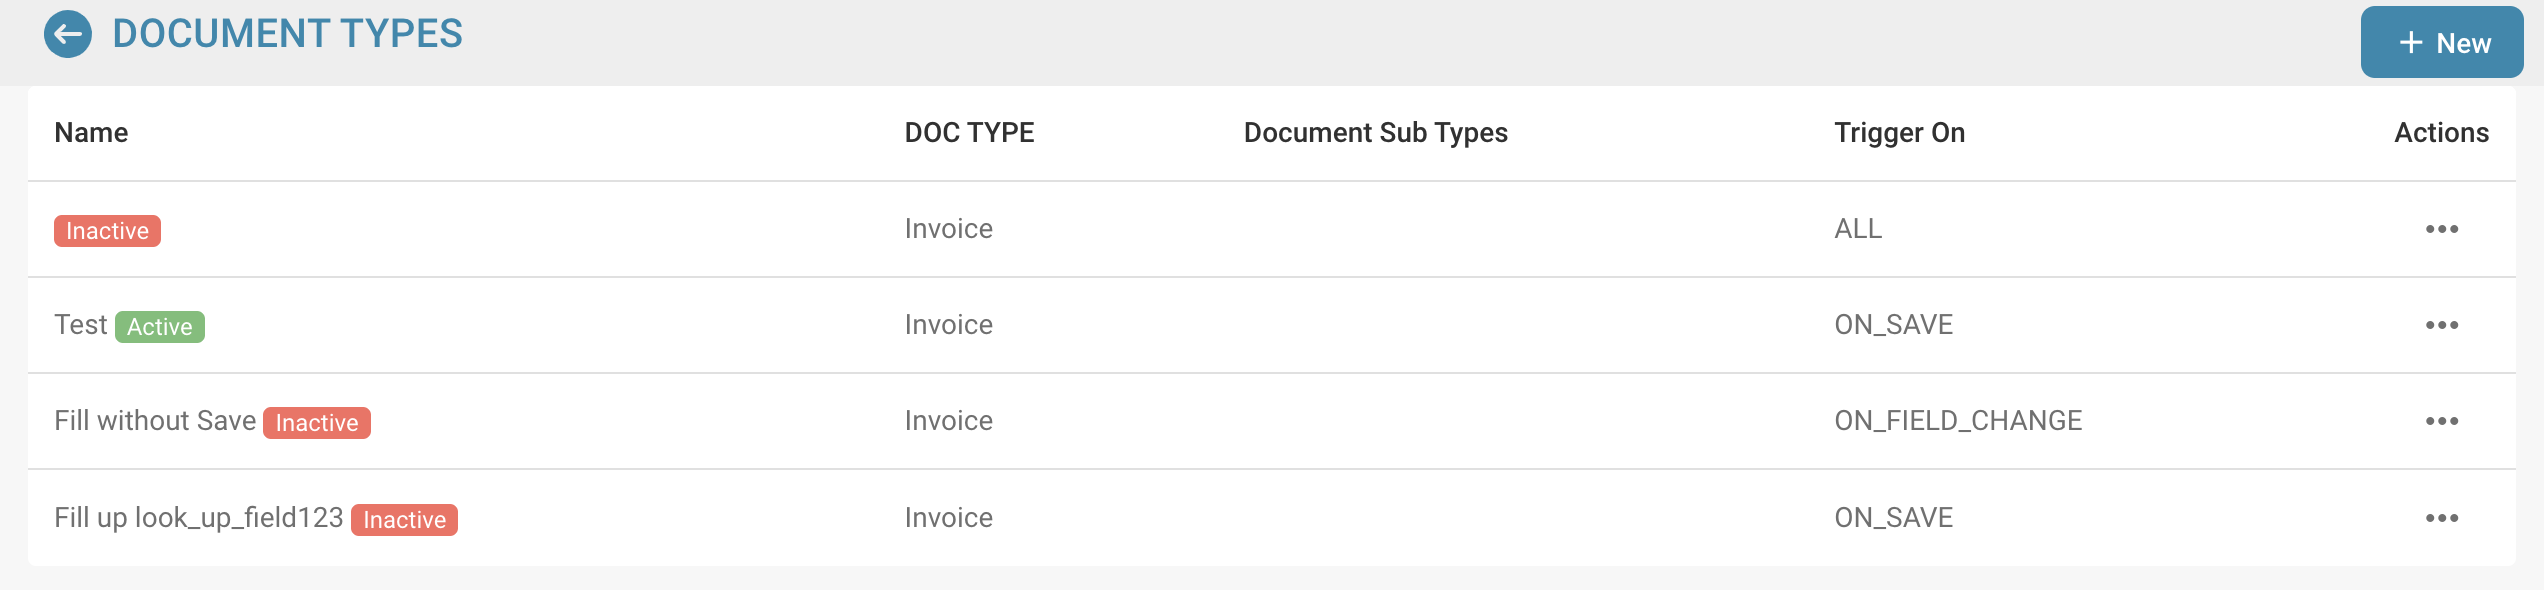 DOCUMENT TYPES
+ New
Name DOC TYPE Document Sub Types Trigger On Actions
Inactive Invoice ALL
Test Active Invoice ON_SAVE
Fill without Save Inactive Invoice ON_FIELD_CHANGE
Fill up look_up_field123 Inactive Invoice ON_SAVE